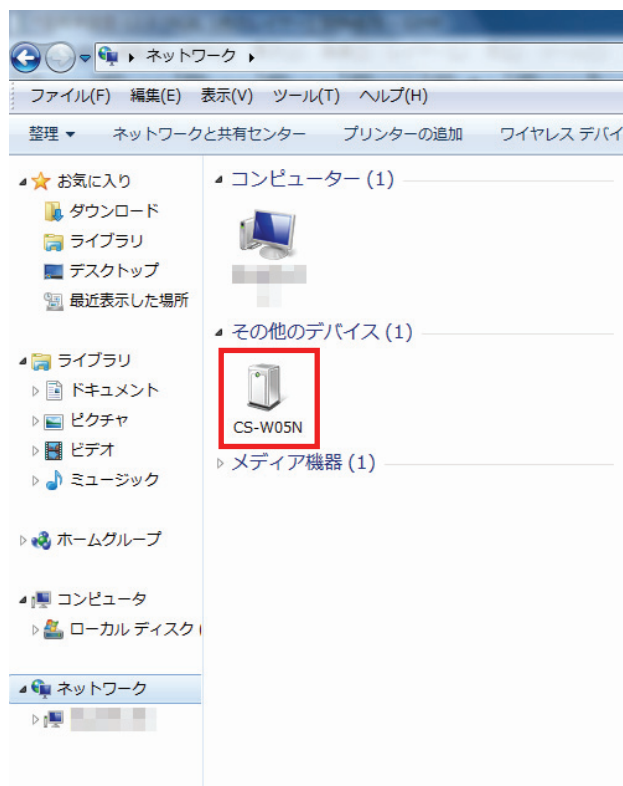 ネットワーク
ファイル(F) 編集(E) 表示(V) ツール(T) ヘルプ(H)
整理 ネットワークと共有センター プリンターの追加 ワイヤレス デバイ
お気に入り
ダウンロード
ライブラリ
デスクトップ
最近表示した場所
ライブラリ
ドキュメント
ピクチャ
ビデオ
ミュージック
ホームグループ
コンピュータ
ローカル ディスク (
ネットワーク
コンピューター (1)
その他のデバイス (1)
CS-W05N
メディア機器 (1)